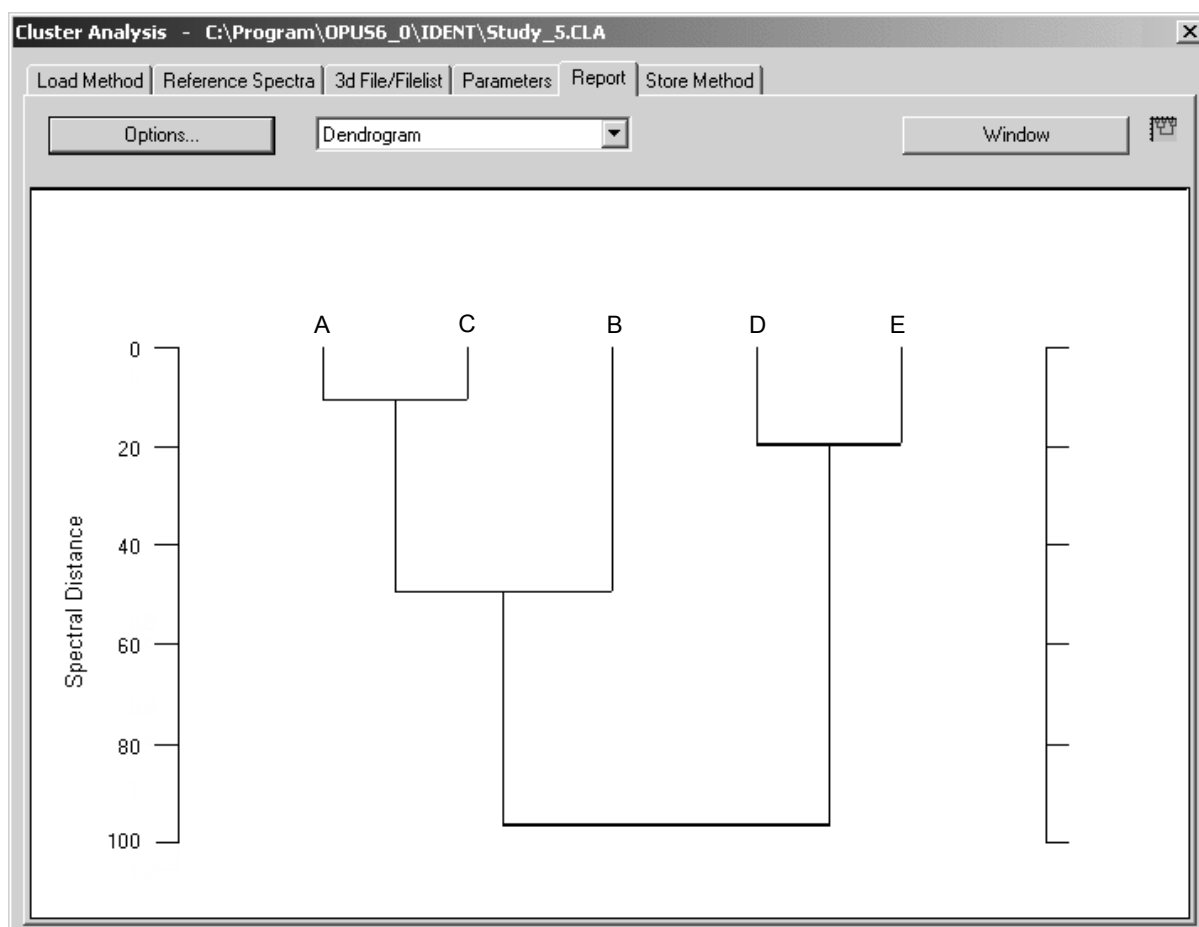 Cluster Analysis - C:\Program\OPUS6_0\IDENT\Study_5.CLA
Load Method Reference Spectra 3d File/Filelist Parameters Report Store Method
Options... Dendrogram Window
A C B D E
0
20
40
60
80
100
Spectral Distance